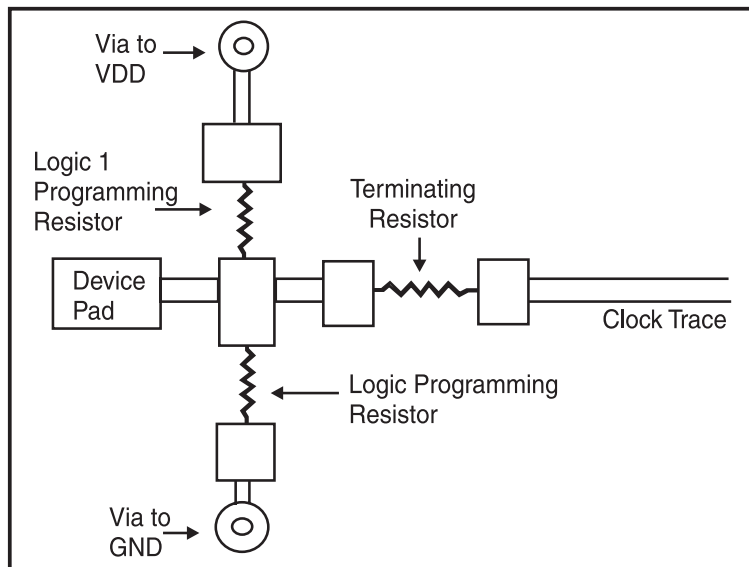 Via to
VDD
Logic 1
Programming
Resistor
Terminating
Resistor
Device
Pad
Clock Trace
Logic Programming
Resistor
Via to
GND